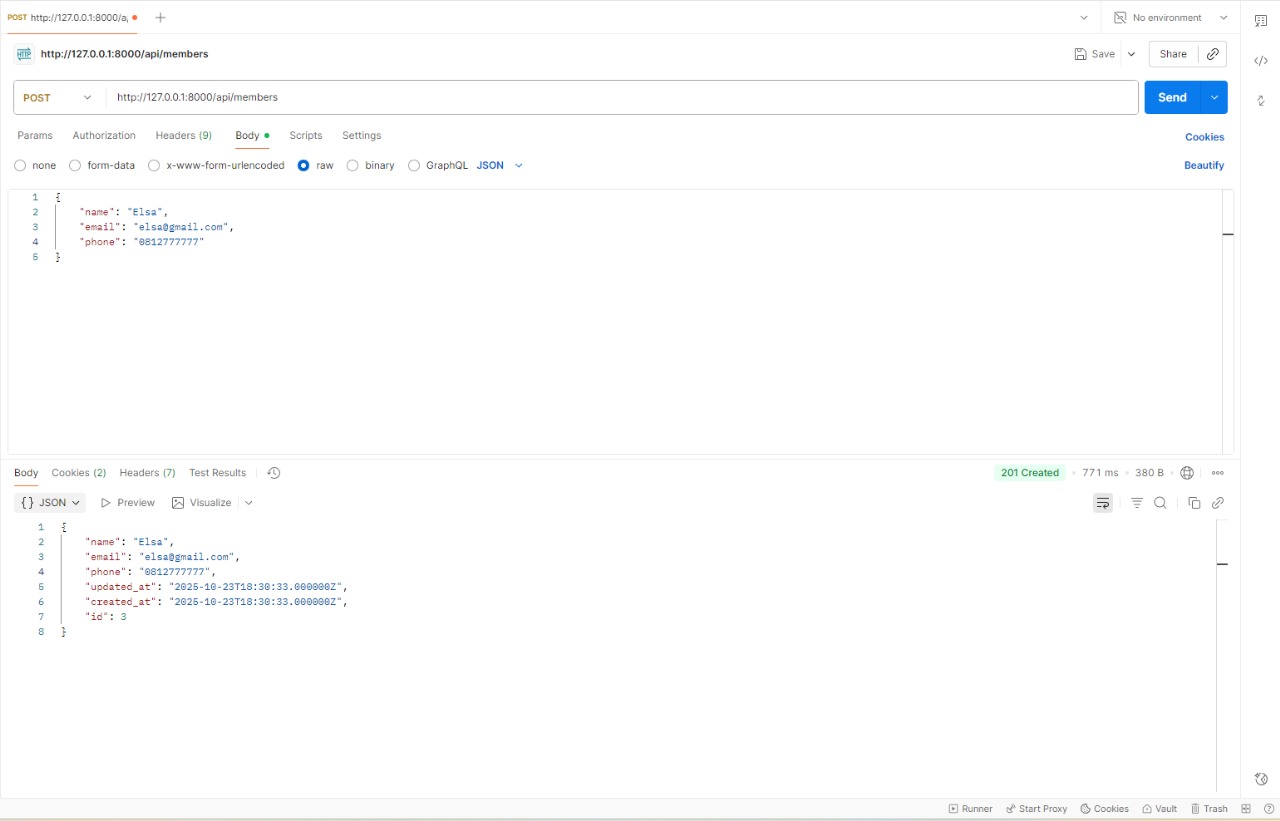 POST http://127.0.0.1:8000/a
No environment
HTTP http://127.0.0.1:8000/api/members
Save
Share
POST http://127.0.0.1:8000/api/members
Send
Params Authorization Headers (9) Body Scripts Settings
Cookies
none form-data x-www-form-urlencoded raw binary GraphQL JSON
Beautify
1 {
2 "name": "Elsa",
3 "email": "elsa@gmail.com",
4 "phone": "0812777777"
5 }
Body Cookies (2) Headers (7) Test Results
201 Created 771 ms 380 B
{} JSON Preview Visualize
1 {
2 "name": "Elsa",
3 "email": "elsa@gmail.com",
4 "phone": "0812777777",
5 "updated_at": "2025-10-23T18:30:33.000000Z",
6 "created_at": "2025-10-23T18:30:33.000000Z",
7 "id": 3
8 }
Runner Start Proxy Cookies Vault Trash